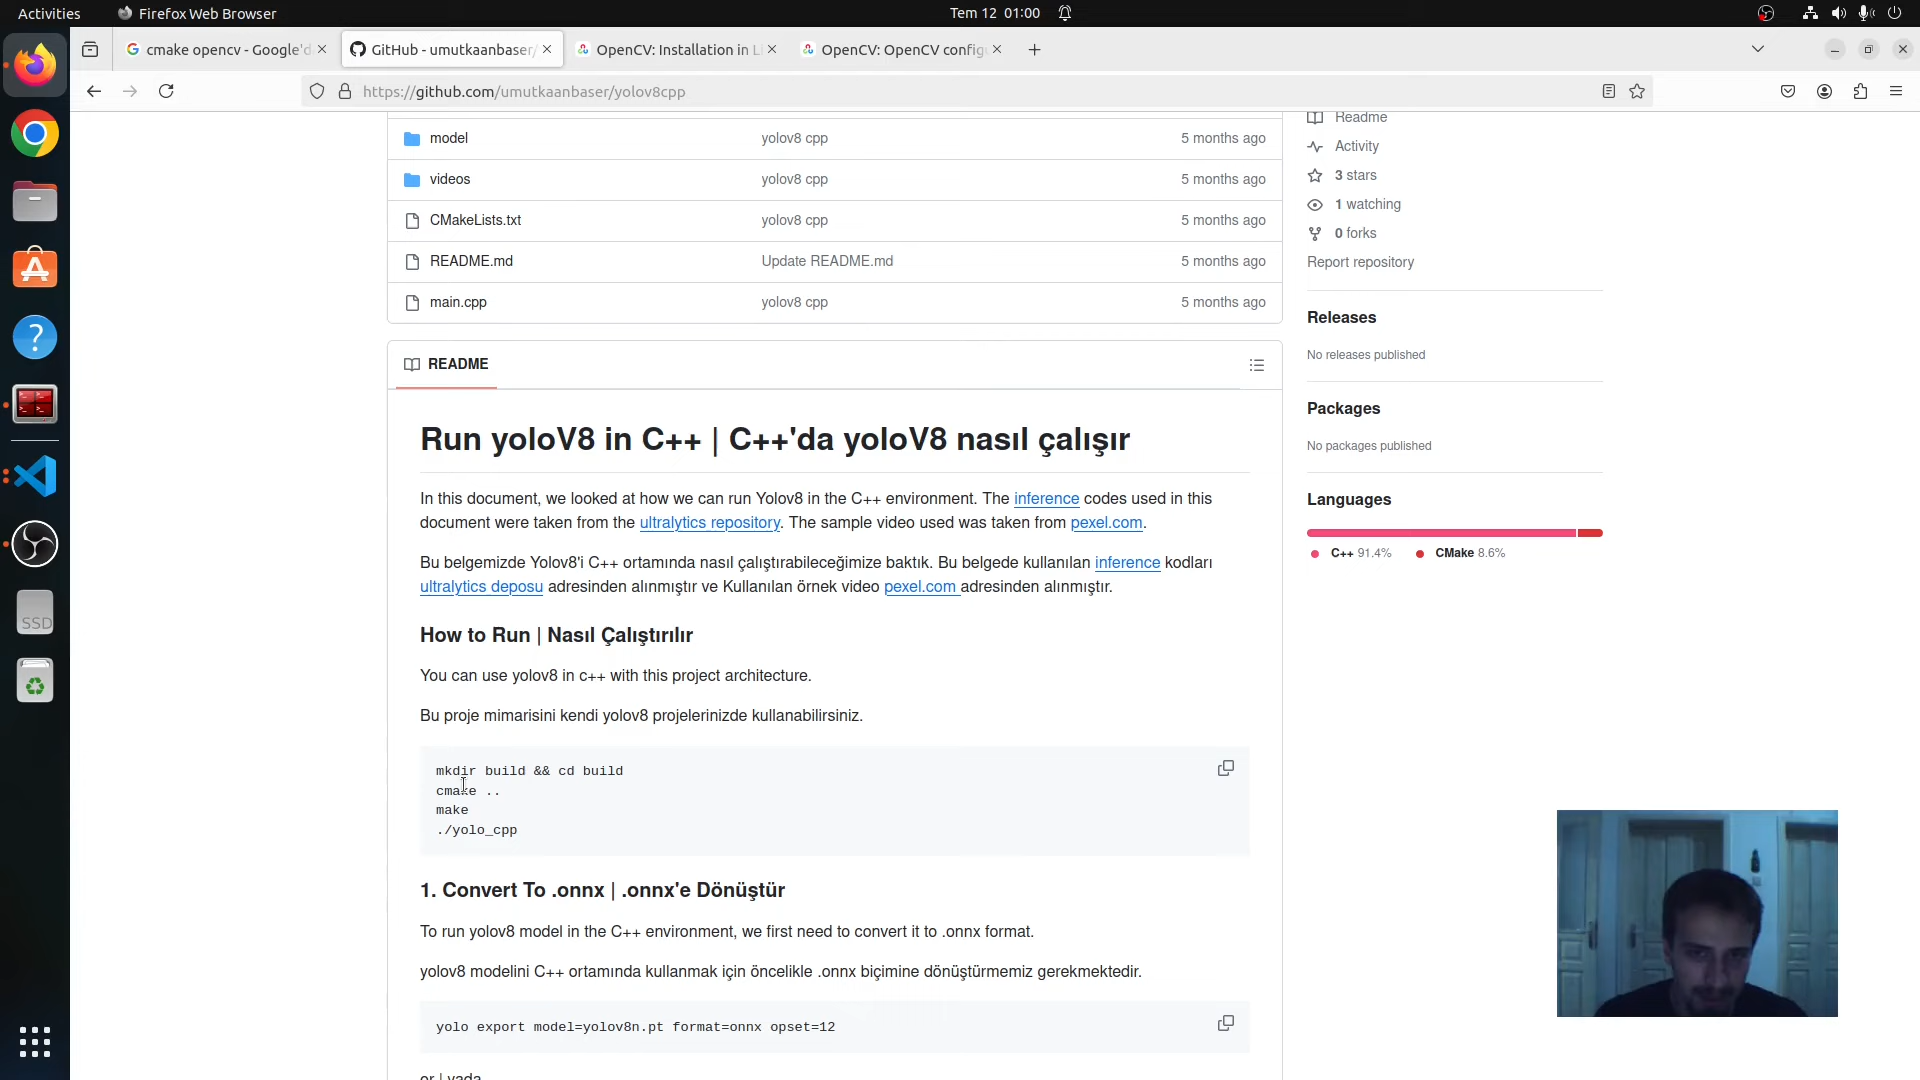 Activities
Firefox Web Browser
Tem 12 01:00
cmake opencv - Google'd
GitHub - umutkaanbaser/
OpenCV: Installation in Li
OpenCV: OpenCV config
https://github.com/umutkaanbaser/yolov8cpp
model yolov8 cpp 5 months ago
videos yolov8 cpp 5 months ago
CMakeLists.txt yolov8 cpp 5 months ago
README.md Update README.md 5 months ago
main.cpp yolov8 cpp 5 months ago
README
Run yoloV8 in C++ | C++'da yoloV8 nasıl çalışır
In this document, we looked at how we can run Yolov8 in the C++ environment. The inference codes used in this
document were taken from the ultralytics repository. The sample video used was taken from pexel.com.
Bu belgemizde Yolov8'i C++ ortamında nasıl çalıştırabileceğimize baktık. Bu belgede kullanılan inference kodları
ultralytics deposu adresinden alınmıştır ve Kullanılan örnek video pexel.com adresinden alınmıştır.
How to Run | Nasıl Çalıştırılır
You can use yolov8 in c++ with this project architecture.
Bu proje mimarisini kendi yolov8 projelerinizde kullanabilirsiniz.
mkdir build && cd build
cmake ..
make
./yolo_cpp
1. Convert To .onnx | .onnx'e Dönüştür
To run yolov8 model in the C++ environment, we first need to convert it to .onnx format.
yolov8 modelini C++ ortamında kullanmak için öncelikle .onnx biçimine dönüştürmemiz gerekmektedir.
yolo export model=yolov8n.pt format=onnx opset=12
or | yada
Readme
Activity
3 stars
1 watching
0 forks
Report repository
Releases
No releases published
Packages
No packages published
Languages
C++ 91.4%
CMake 8.6%
SSD